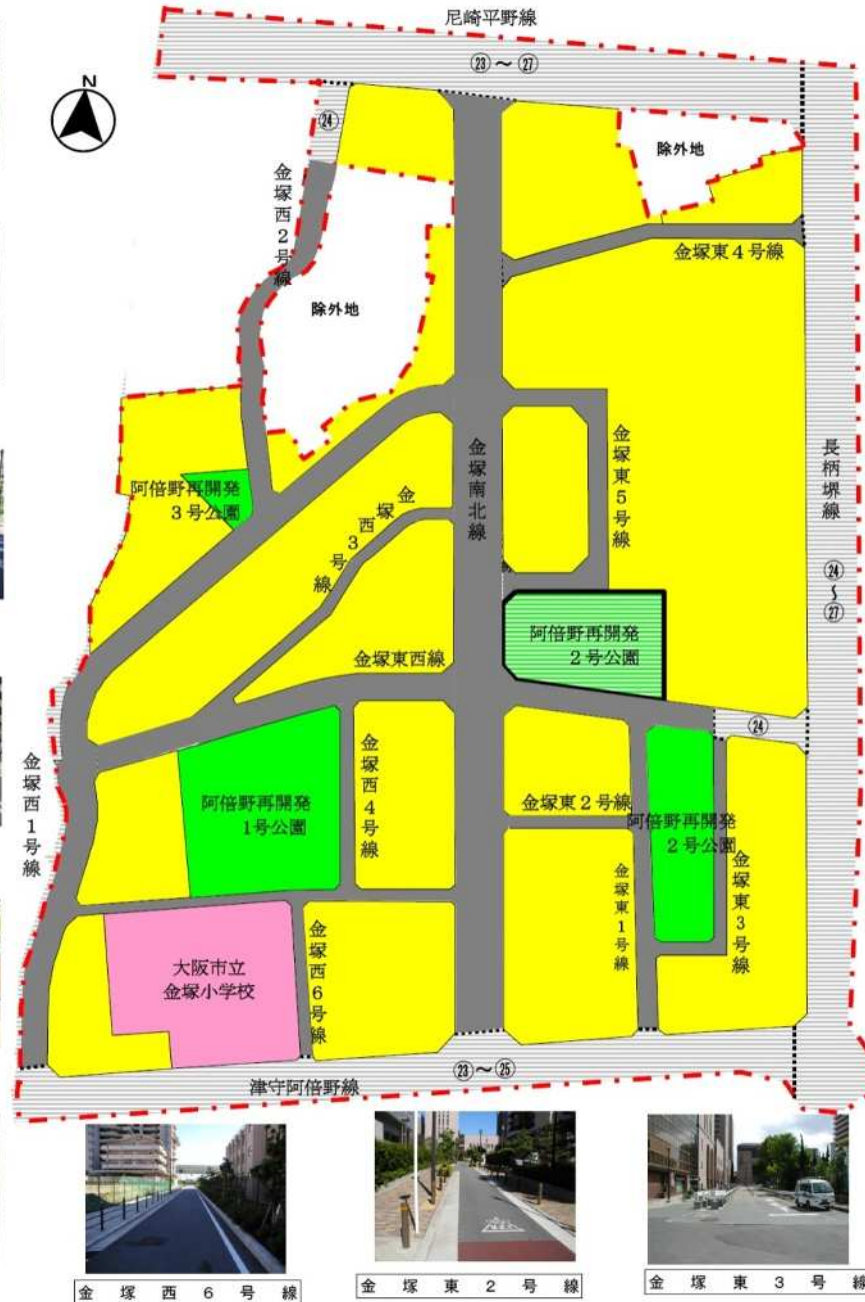 尼崎平野線
㉓～㉗
N
㉔
除外地
金塚西２号線
金塚東４号線
除外地
長柄堺線
㉔～㉗
金塚南北線
金塚東５号線
阿倍野再開発
３号公園
金塚西３号線
阿倍野再開発
２号公園
金塚東西線
㉔
金塚西１号線
金塚西４号線
阿倍野再開発
1号公園
金塚東２号線
阿倍野再開発
２号公園
金塚東３号線
金塚東１号線
大阪市立
金塚小学校
金塚西６号線
㉓～㉕
津守阿倍野線
金塚西６号線
金塚東２号線
金塚東３号線